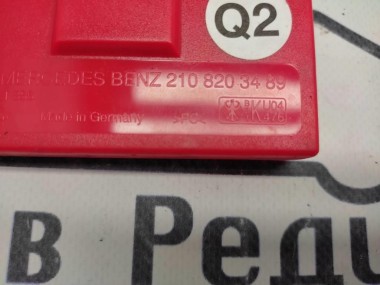 Q2
MERCEDES BENZ 210 820 34 89
Made in Germany
в Реди